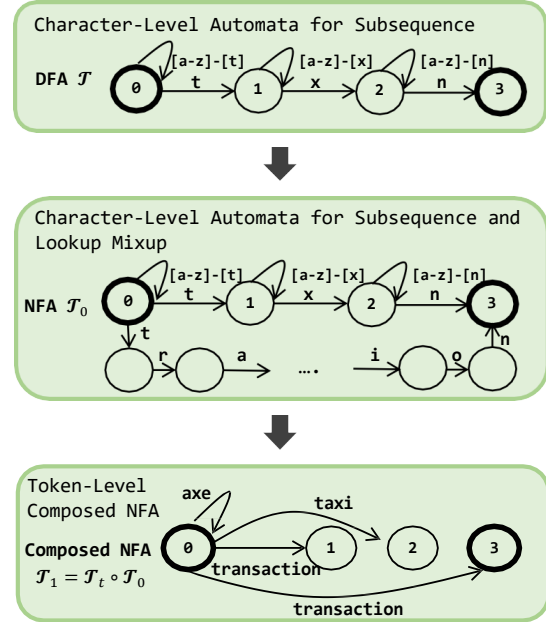 Character-Level Automata for Subsequence
[a-z]-[t] [a-z]-[x] [a-z]-[n]
DFA 𝒯 0 t 1 x 2 n 3
Character-Level Automata for Subsequence and
Lookup Mixup
[a-z]-[t] [a-z]-[x] [a-z]-[n]
NFA 𝒯₀ 0 t 1 x 2 n 3
t n
r a …. i o
Token-Level
Composed NFA
axe taxi
Composed NFA 0 1 2 3
𝒯₁ = 𝒯ₜ ∘ 𝒯₀
transaction
transaction